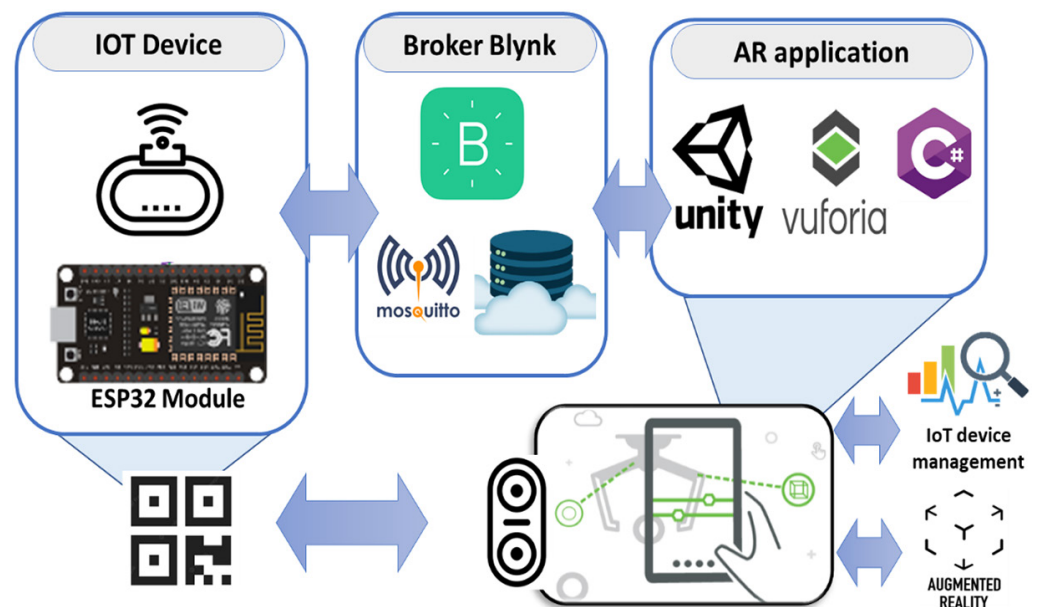 IOT Device
Broker Blynk
AR application
B
unity
vuforia
C#
mosquitto
ESP32 Module
IoT device
management
AUGMENTED
REALITY